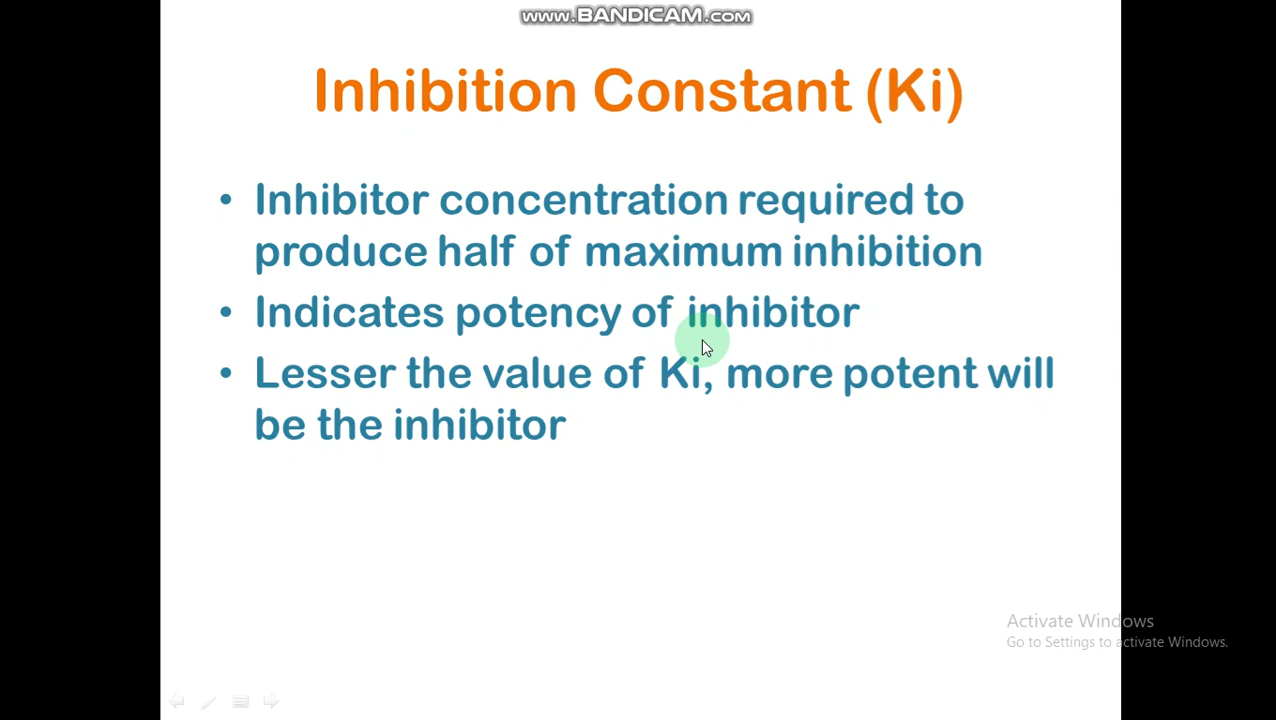 www.BANDICAM.com
Inhibition Constant (Ki)
• Inhibitor concentration required to
produce half of maximum inhibition
• Indicates potency of inhibitor
• Lesser the value of Ki, more potent will
be the inhibitor
Activate Windows
Go to Settings to activate Windows.